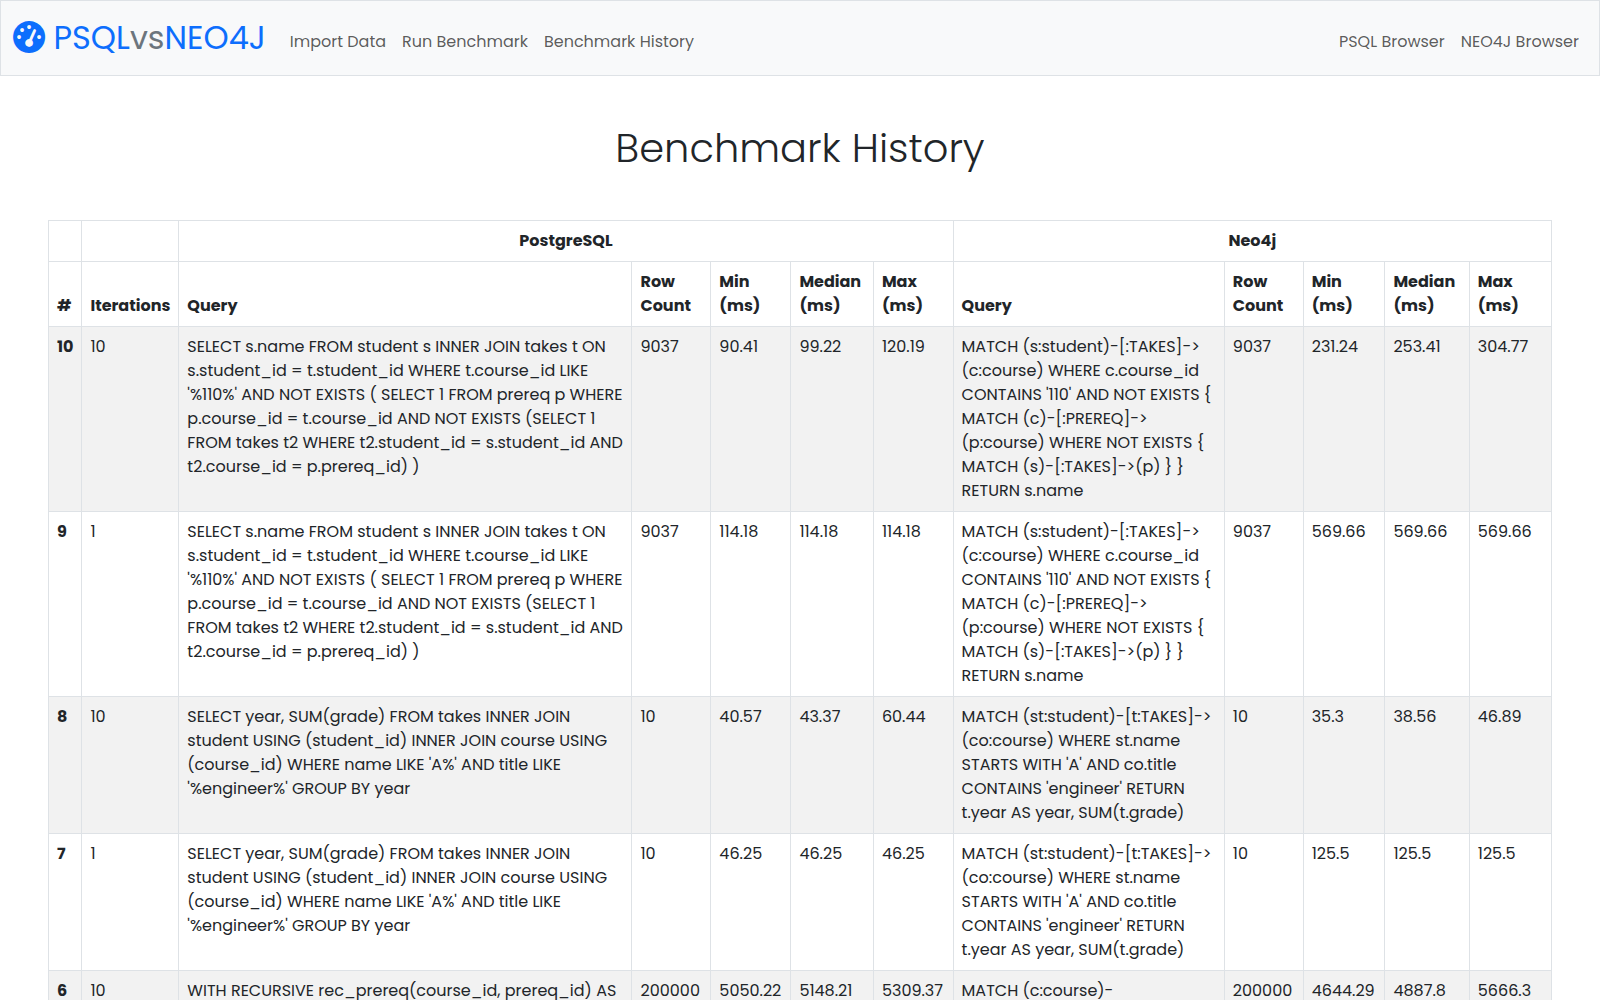 PSQLvsNEO4J Import Data Run Benchmark Benchmark History PSQL Browser NEO4J Browser
Benchmark History
PostgreSQL Neo4j
# Iterations Query Row Count Min (ms) Median (ms) Max (ms) Query Row Count Min (ms) Median (ms) Max (ms)
10 10 SELECT s.name FROM student s INNER JOIN takes t ON 9037 90.41 99.22 120.19 MATCH (s:student)-[:TAKES]-> 9037 231.24 253.41 304.77
s.student_id = t.student_id WHERE t.course_id LIKE (c:course) WHERE c.course_id
'%110%' AND NOT EXISTS ( SELECT 1 FROM prereq p WHERE CONTAINS '110' AND NOT EXISTS {
p.course_id = t.course_id AND NOT EXISTS (SELECT 1 MATCH (c)-[:PREREQ]->
FROM takes t2 WHERE t2.student_id = s.student_id AND (p:course) WHERE NOT EXISTS {
t2.course_id = p.prereq_id) ) MATCH (s)-[:TAKES]->(p) } }
RETURN s.name
9 1 SELECT s.name FROM student s INNER JOIN takes t ON 9037 114.18 114.18 114.18 MATCH (s:student)-[:TAKES]-> 9037 569.66 569.66 569.66
s.student_id = t.student_id WHERE t.course_id LIKE (c:course) WHERE c.course_id
'%110%' AND NOT EXISTS ( SELECT 1 FROM prereq p WHERE CONTAINS '110' AND NOT EXISTS {
p.course_id = t.course_id AND NOT EXISTS (SELECT 1 MATCH (c)-[:PREREQ]->
FROM takes t2 WHERE t2.student_id = s.student_id AND (p:course) WHERE NOT EXISTS {
t2.course_id = p.prereq_id) ) MATCH (s)-[:TAKES]->(p) } }
RETURN s.name
8 10 SELECT year, SUM(grade) FROM takes INNER JOIN 10 40.57 43.37 60.44 MATCH (st:student)-[t:TAKES]-> 10 35.3 38.56 46.89
student USING (student_id) INNER JOIN course USING (co:course) WHERE st.name
(course_id) WHERE name LIKE 'A%' AND title LIKE STARTS WITH 'A' AND co.title
'%engineer%' GROUP BY year CONTAINS 'engineer' RETURN
t.year AS year, SUM(t.grade)
7 1 SELECT year, SUM(grade) FROM takes INNER JOIN 10 46.25 46.25 46.25 MATCH (st:student)-[t:TAKES]-> 10 125.5 125.5 125.5
student USING (student_id) INNER JOIN course USING (co:course) WHERE st.name
(course_id) WHERE name LIKE 'A%' AND title LIKE STARTS WITH 'A' AND co.title
'%engineer%' GROUP BY year CONTAINS 'engineer' RETURN
t.year AS year, SUM(t.grade)
6 10 WITH RECURSIVE rec_prereq(course_id, prereq_id) AS 200000 5050.22 5148.21 5309.37 MATCH (c:course)- 200000 4644.29 4887.8 5666.3